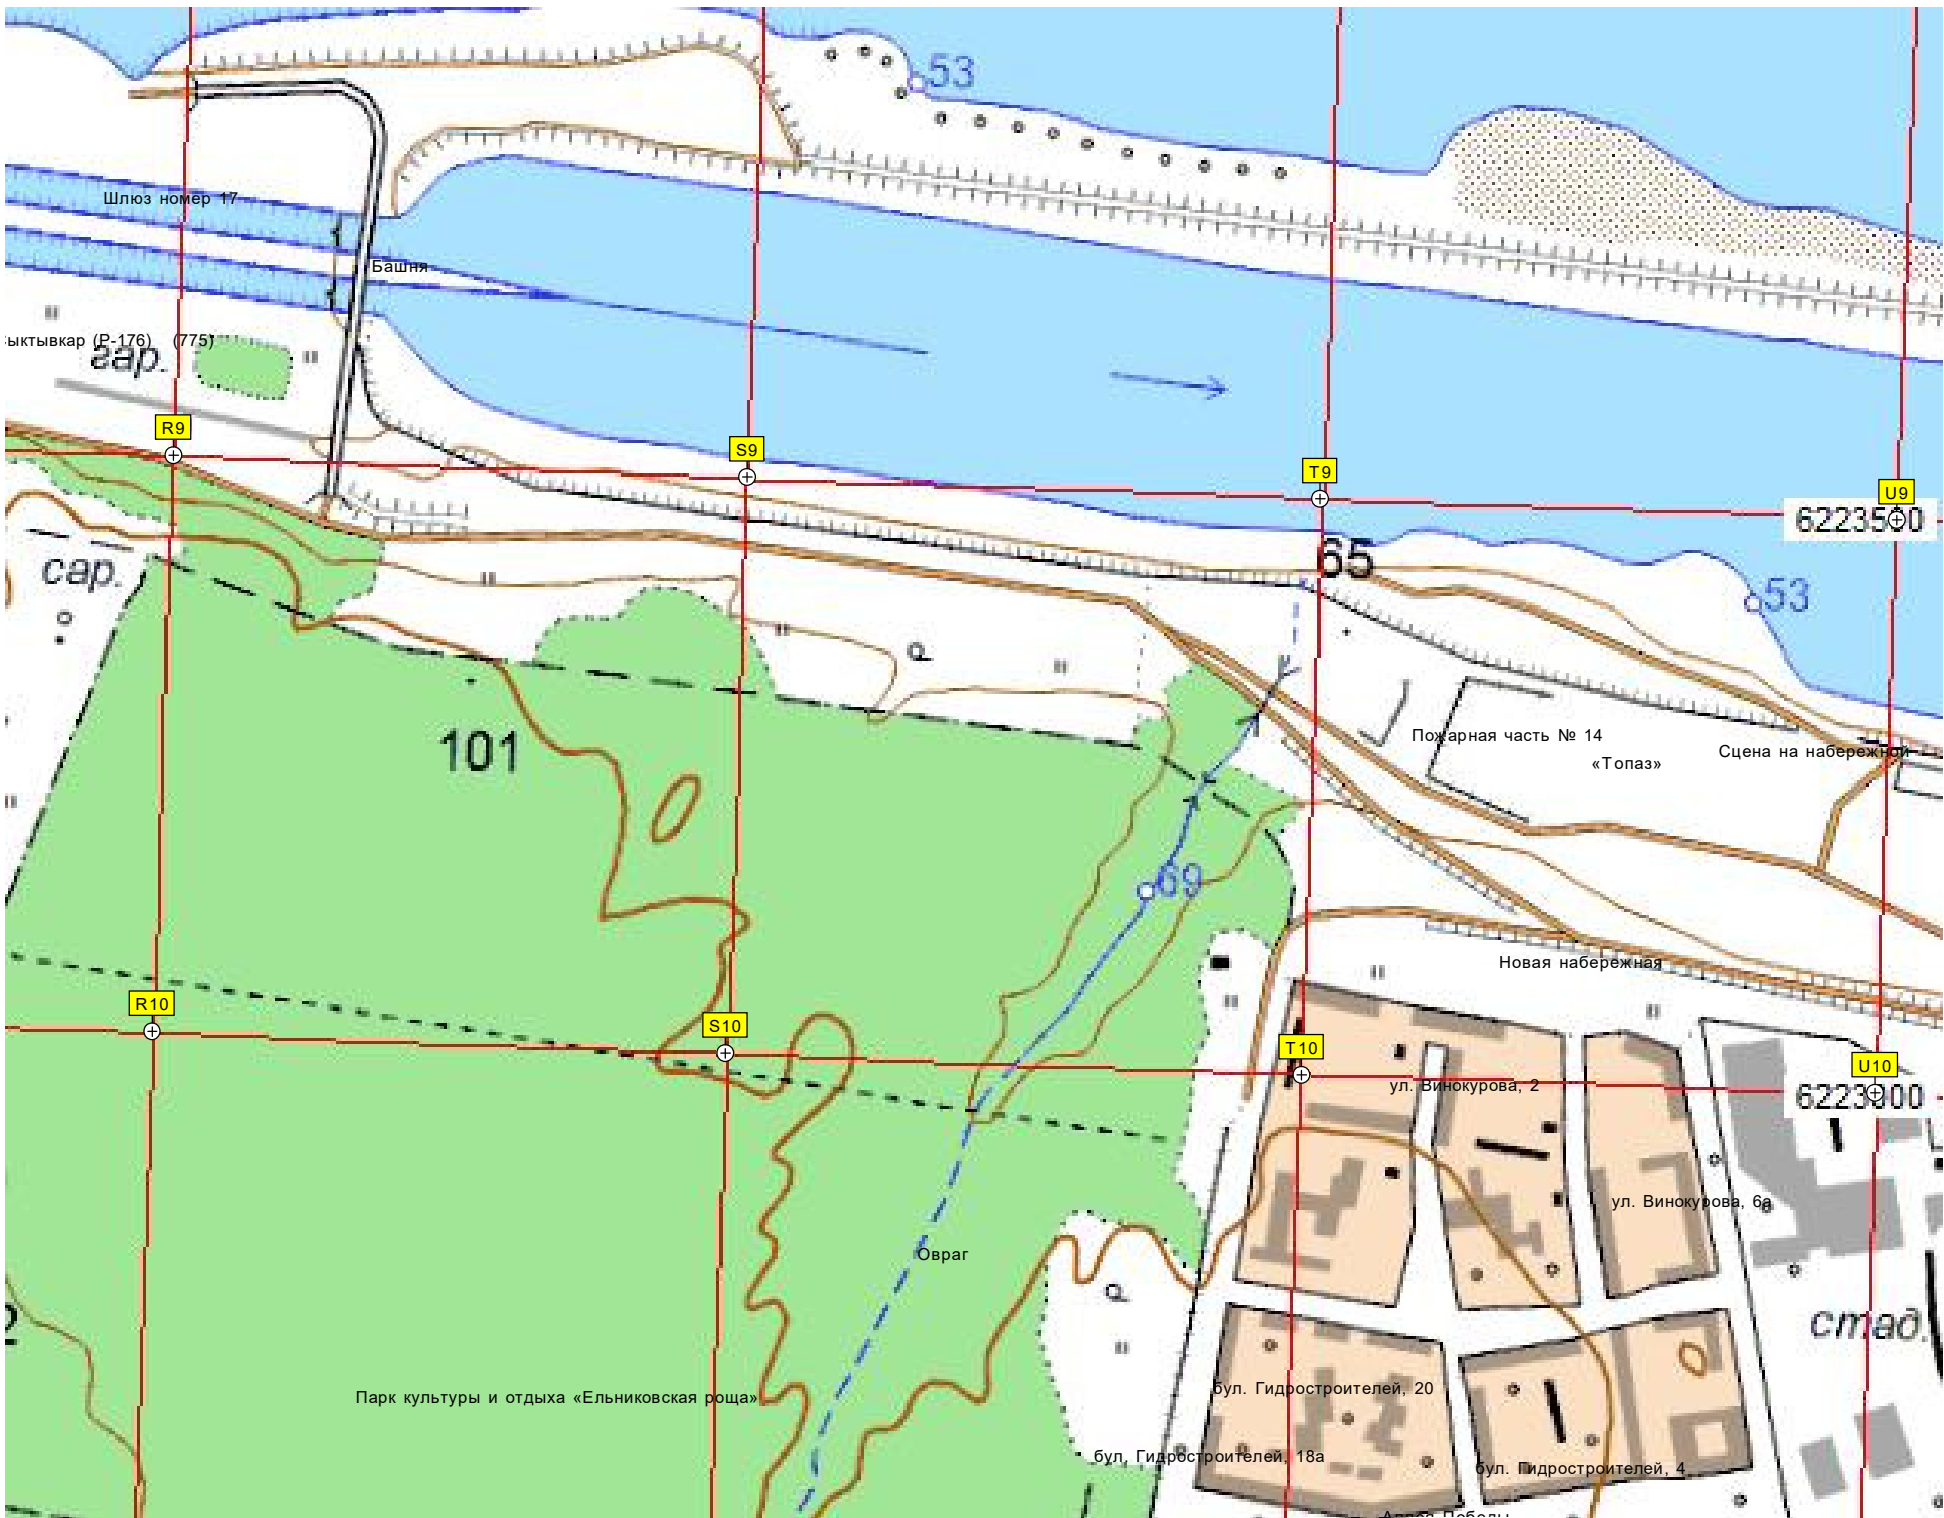 53
Шлюз номер 17
Башня
ыктывкар (Р-176) (775)
гар.
R9
S9
T9
U9
6223500
65
53
сар.
101
Пожарная часть № 14
«Топаз»
Сцена на набережной
69
Новая набережная
R10
S10
T10
U10
6223000
ул. Винокурова, 2
ул. Винокурова, 6а
Овраг
2
стад.
Парк культуры и отдыха «Ельниковская роща»
бул. Гидростроителей, 20
бул. Гидростроителей, 18а
бул. Гидростроителей, 4